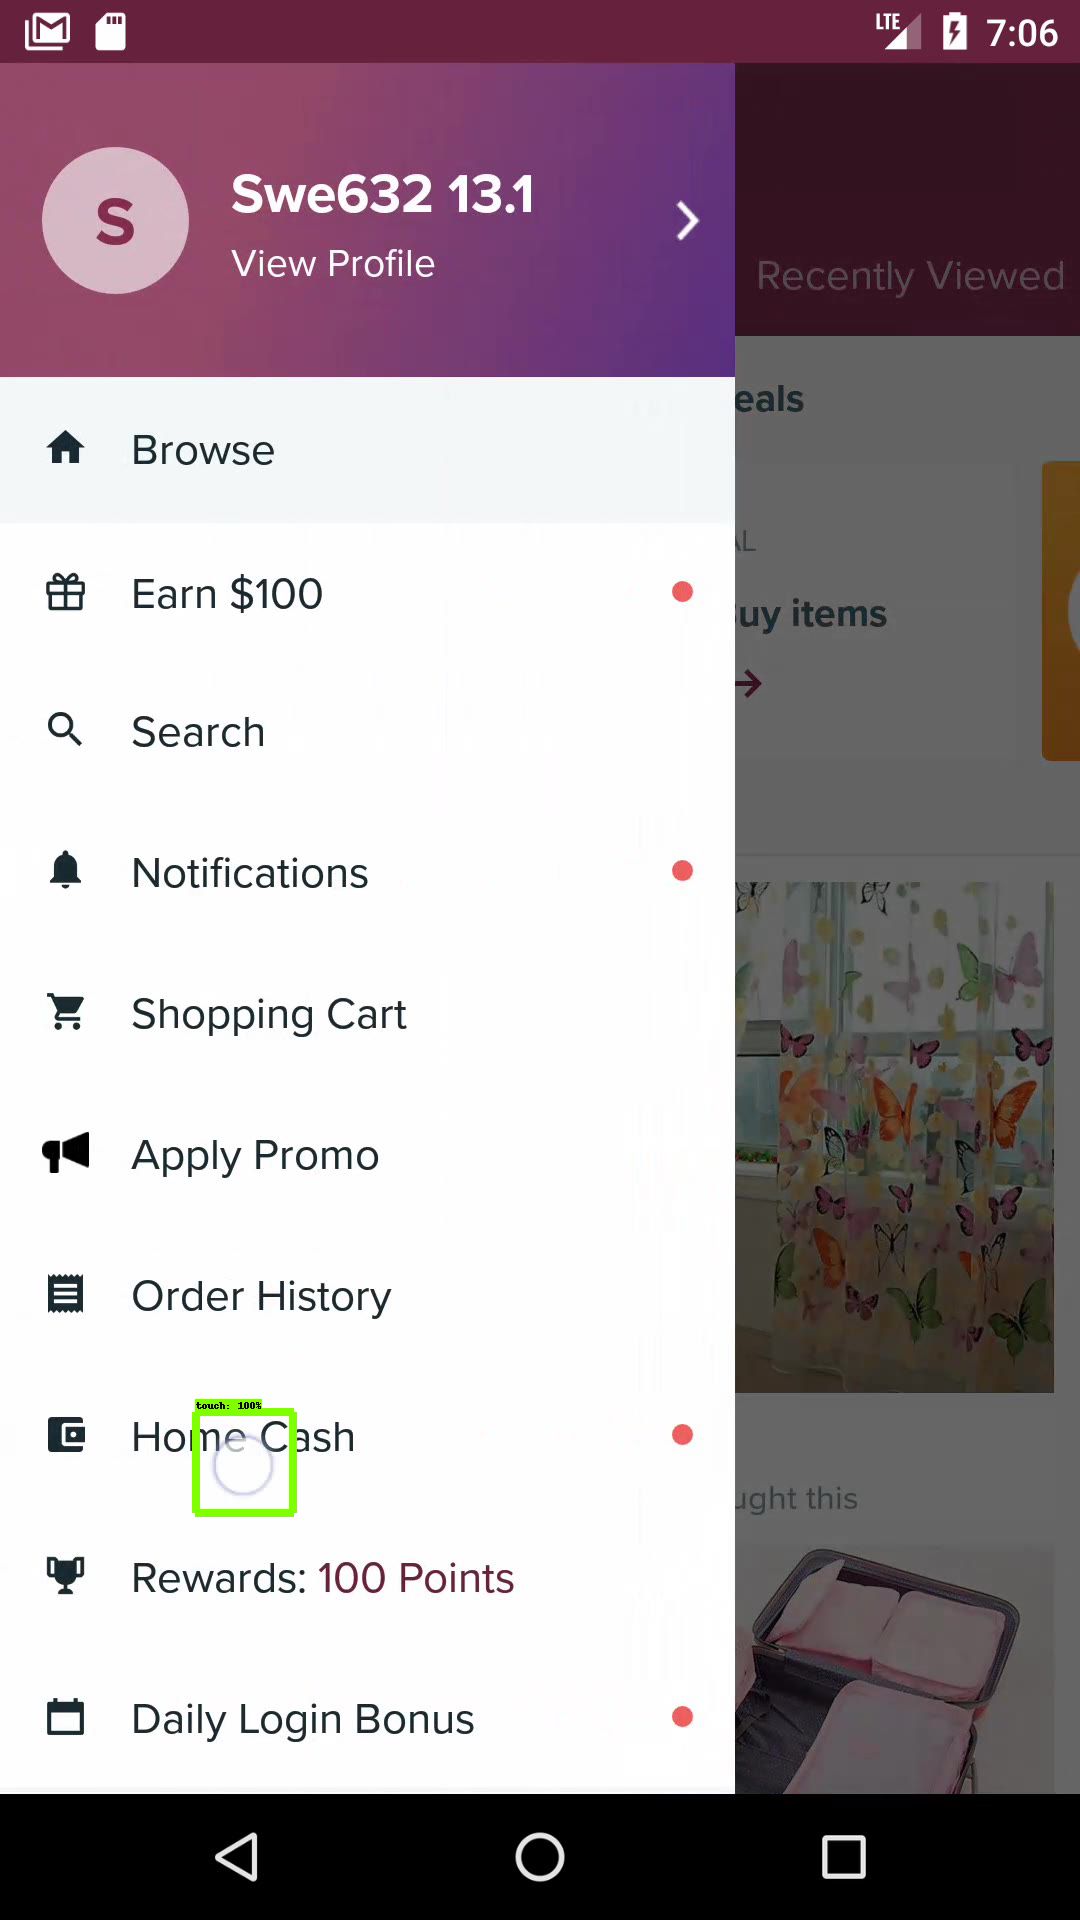 LTE 7:06
S
Swe632 13.1
View Profile
Recently Viewed
eals
Browse
AL
Earn $100
uy items
Search
Notifications
Shopping Cart
Apply Promo
Order History
touch: 100%
Home Cash
ught this
Rewards: 100 Points
Daily Login Bonus